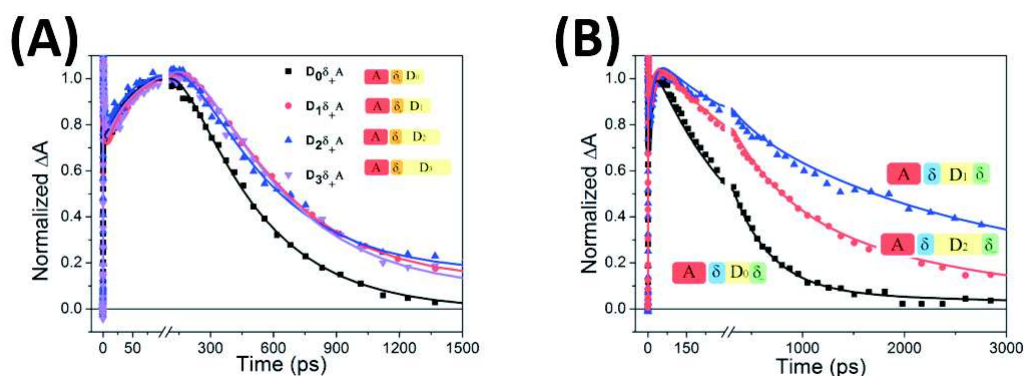 (A)
Normalized ΔA
1.0
0.8
0.6
0.4
0.2
0.0
D₀δ₊A
A δ₋ D₀
D₁δ₊A
A δ₋ D₁
D₂δ₊A
A δ₋ D₂
D₃δ₊A
A δ₋ D₃
0 50 300 600 900 1200 1500
Time (ps)
(B)
Normalized ΔA
1.0
0.8
0.6
0.4
0.2
0.0
A δ D₁ δ
A δ D₂ δ
A δ D₀ δ
0 150 1000 2000 3000
Time (ps)